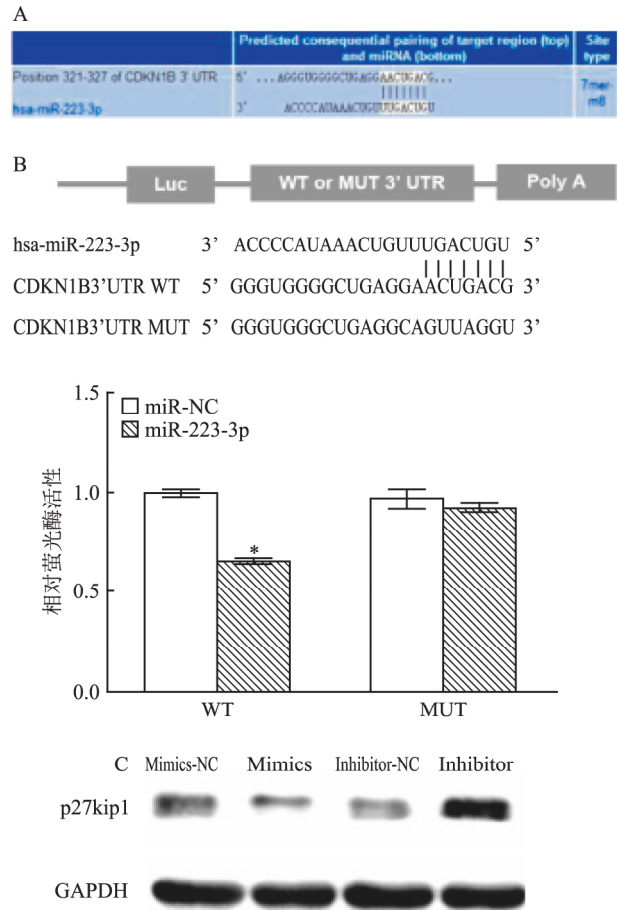 A
Predicted consequential pairing of target region (top) and miRNA (bottom)
Site type
Position 321-327 of CDKN1B 3' UTR 5' ...AGGGUGGGGCUGAGGAACUGACG...
hsa-miR-223-3p 3' ACCCCAUAAACUGUUUGACUGU
7mer-m8
B
Luc WT or MUT 3' UTR Poly A
hsa-miR-223-3p 3' ACCCCAUAAACUGUUUGACUGU 5'
CDKN1B3'UTR WT 5' GGGUGGGGCUGAGGAACUGACG 3'
CDKN1B3'UTR MUT 5' GGGUGGGCUGAGGCAGUUAGGU 3'
1.5
miR-NC
miR-223-3p
1.0
*
相对萤光酶活性
0.5
0.0
WT MUT
C Mimics-NC Mimics Inhibitor-NC Inhibitor
p27kip1
GAPDH